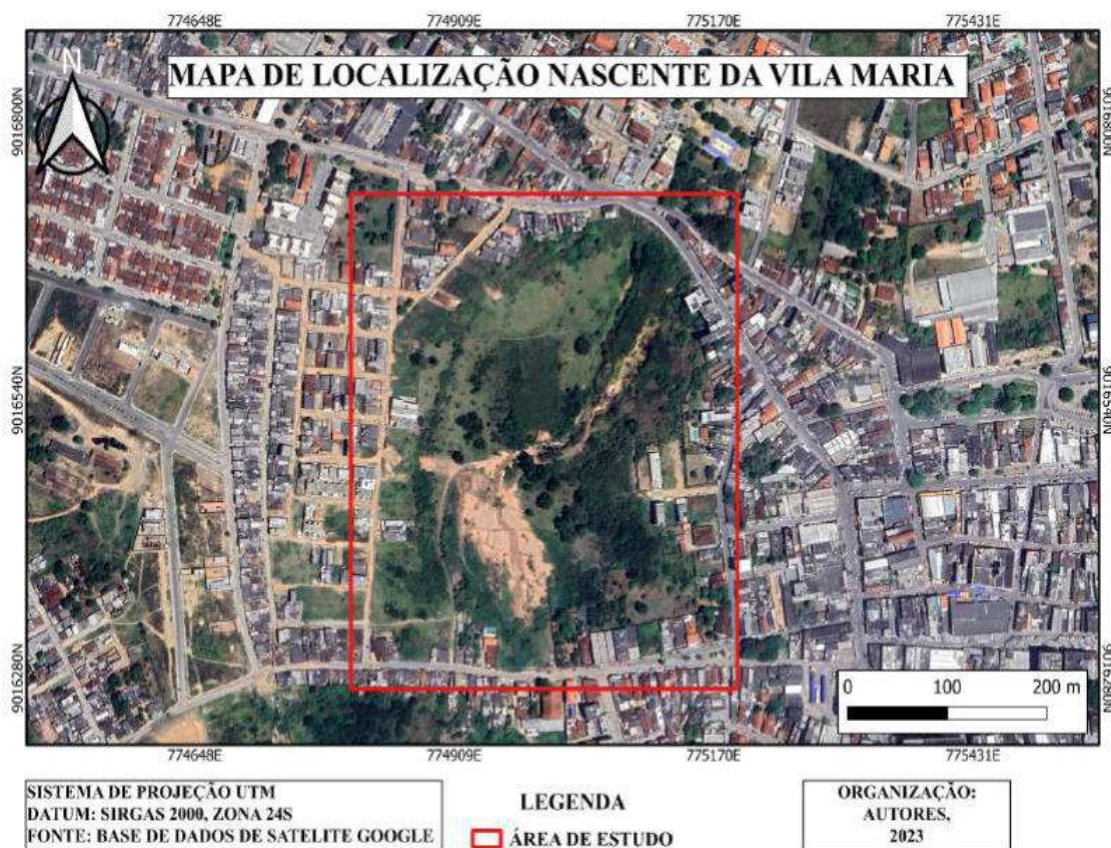 774648E 774909E 775170E 775431E
N
MAPA DE LOCALIZAÇÃO NASCENTE DA VILA MARIA
9016800N 9016800N
9016540N 9016540N
9016280N 9016280N
0 100 200 m
774648E 774909E 775170E 775431E
SISTEMA DE PROJEÇÃO UTM
DATUM: SIRGAS 2000, ZONA 24S
FONTE: BASE DE DADOS DE SATELITE GOOGLE
LEGENDA
ÁREA DE ESTUDO
ORGANIZAÇÃO:
AUTORES,
2023